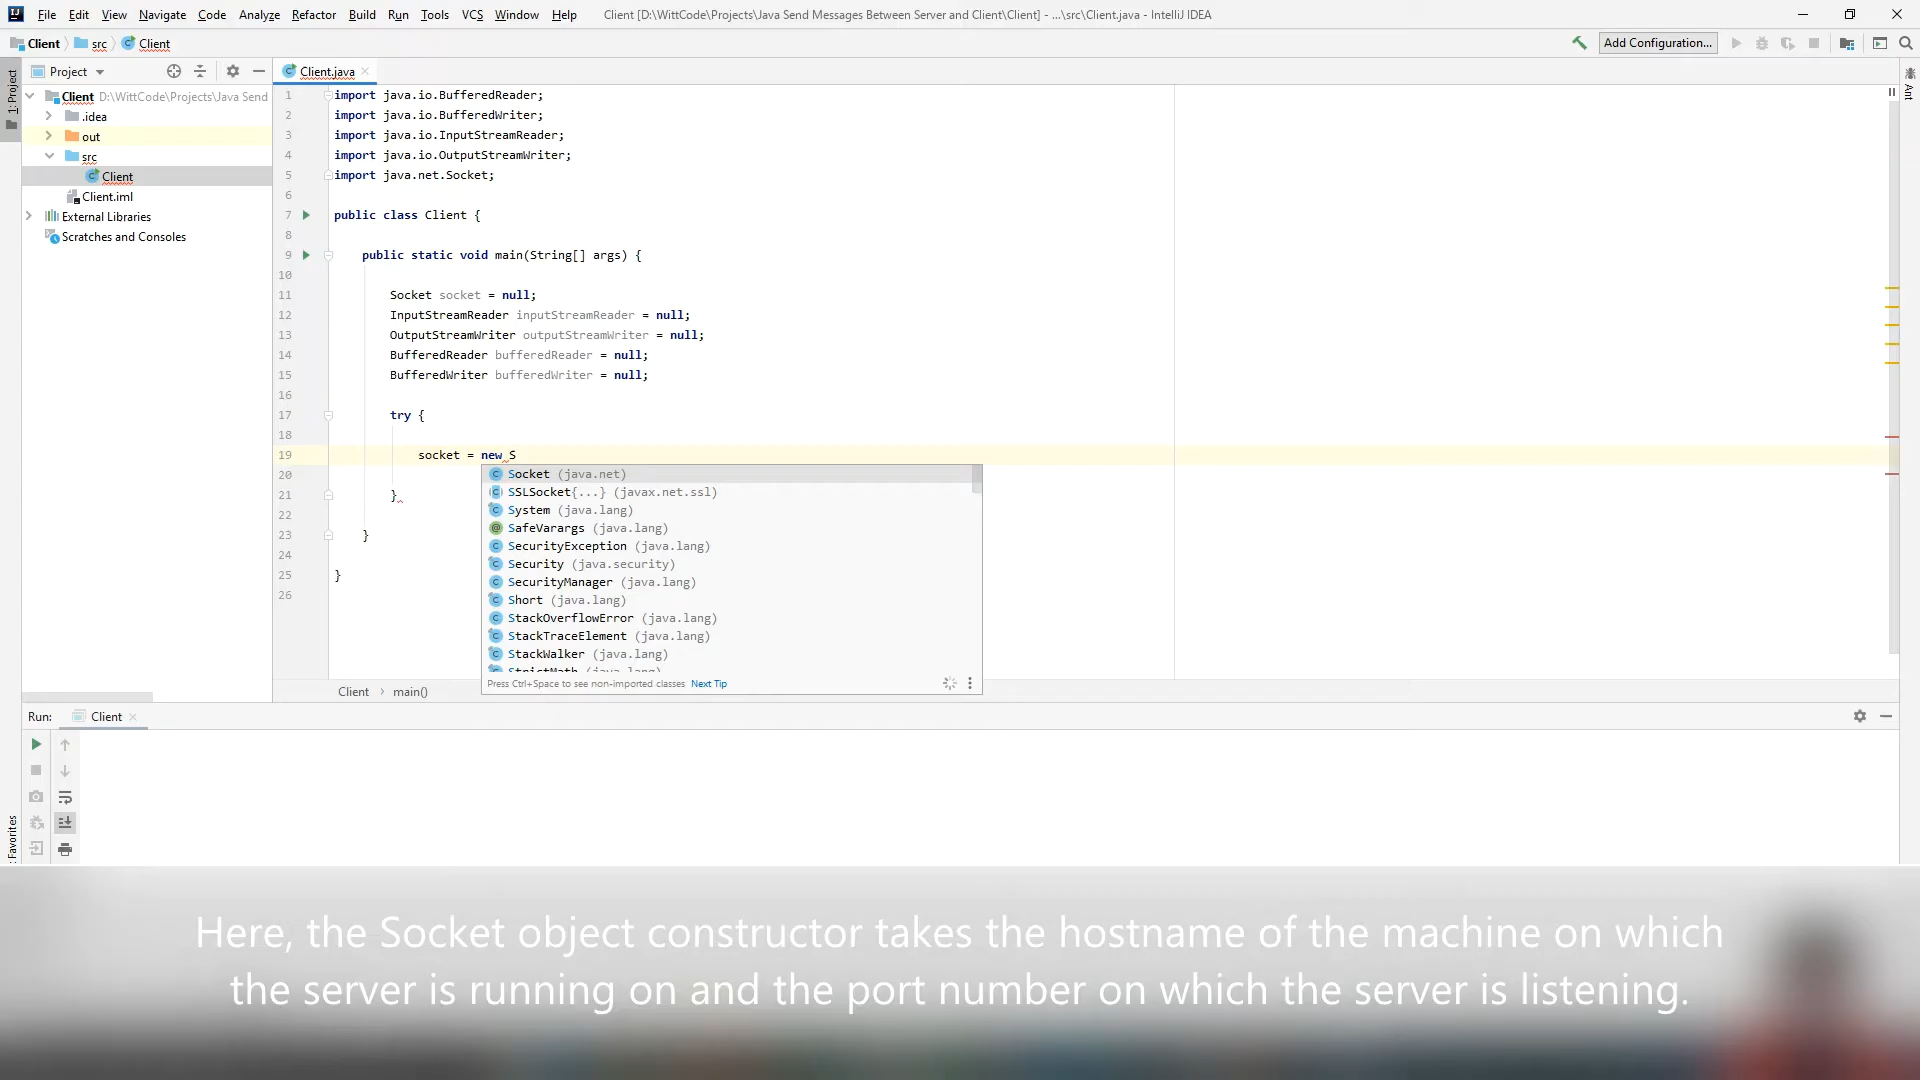 File Edit View Navigate Code Analyze Refactor Build Run Tools VCS Window Help Client [D:\WittCode\Projects\Java Send Messages Between Server and Client\Client] - ...\src\Client.java - IntelliJ IDEA
Client src Client Add Configuration...
1: Project
Project
Client.java
Ant
Client D:\WittCode\Projects\Java Send
.idea
out
src
Client
Client.iml
External Libraries
Scratches and Consoles
1 import java.io.BufferedReader;
2 import java.io.BufferedWriter;
3 import java.io.InputStreamReader;
4 import java.io.OutputStreamWriter;
5 import java.net.Socket;
6
7 public class Client {
8
9 public static void main(String[] args) {
10
11 Socket socket = null;
12 InputStreamReader inputStreamReader = null;
13 OutputStreamWriter outputStreamWriter = null;
14 BufferedReader bufferedReader = null;
15 BufferedWriter bufferedWriter = null;
16
17 try {
18
19 socket = new S
20
21 }
22
23 }
24
25 }
26
Socket (java.net)
SSLSocket{...} (javax.net.ssl)
System (java.lang)
SafeVarargs (java.lang)
SecurityException (java.lang)
Security (java.security)
SecurityManager (java.lang)
Short (java.lang)
StackOverflowError (java.lang)
StackTraceElement (java.lang)
StackWalker (java.lang)
StrictMath (java.lang)
Press Ctrl+Space to see non-imported classes Next Tip
Client main()
Run: Client
Favorites
Here, the Socket object constructor takes the hostname of the machine on which
the server is running on and the port number on which the server is listening.